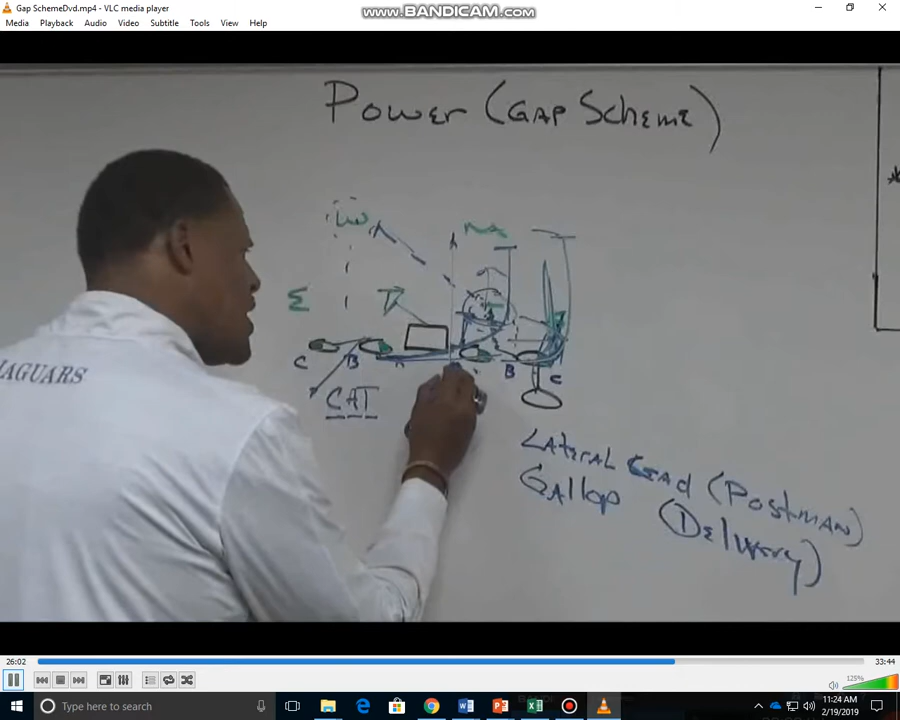 Gap SchemeDvd.mp4 - VLC media player
www.BANDICAM.com
Media Playback Audio Video Subtitle Tools View Help
Power (GAP Scheme)
W
M
E
T
C
B
A
B
C
CAT
JAGUARS
LATERAL LEAD (POSTMAN)
GAllop (Delivery)
26:02
33:44
125%
Type here to search
11:24 AM
2/19/2019